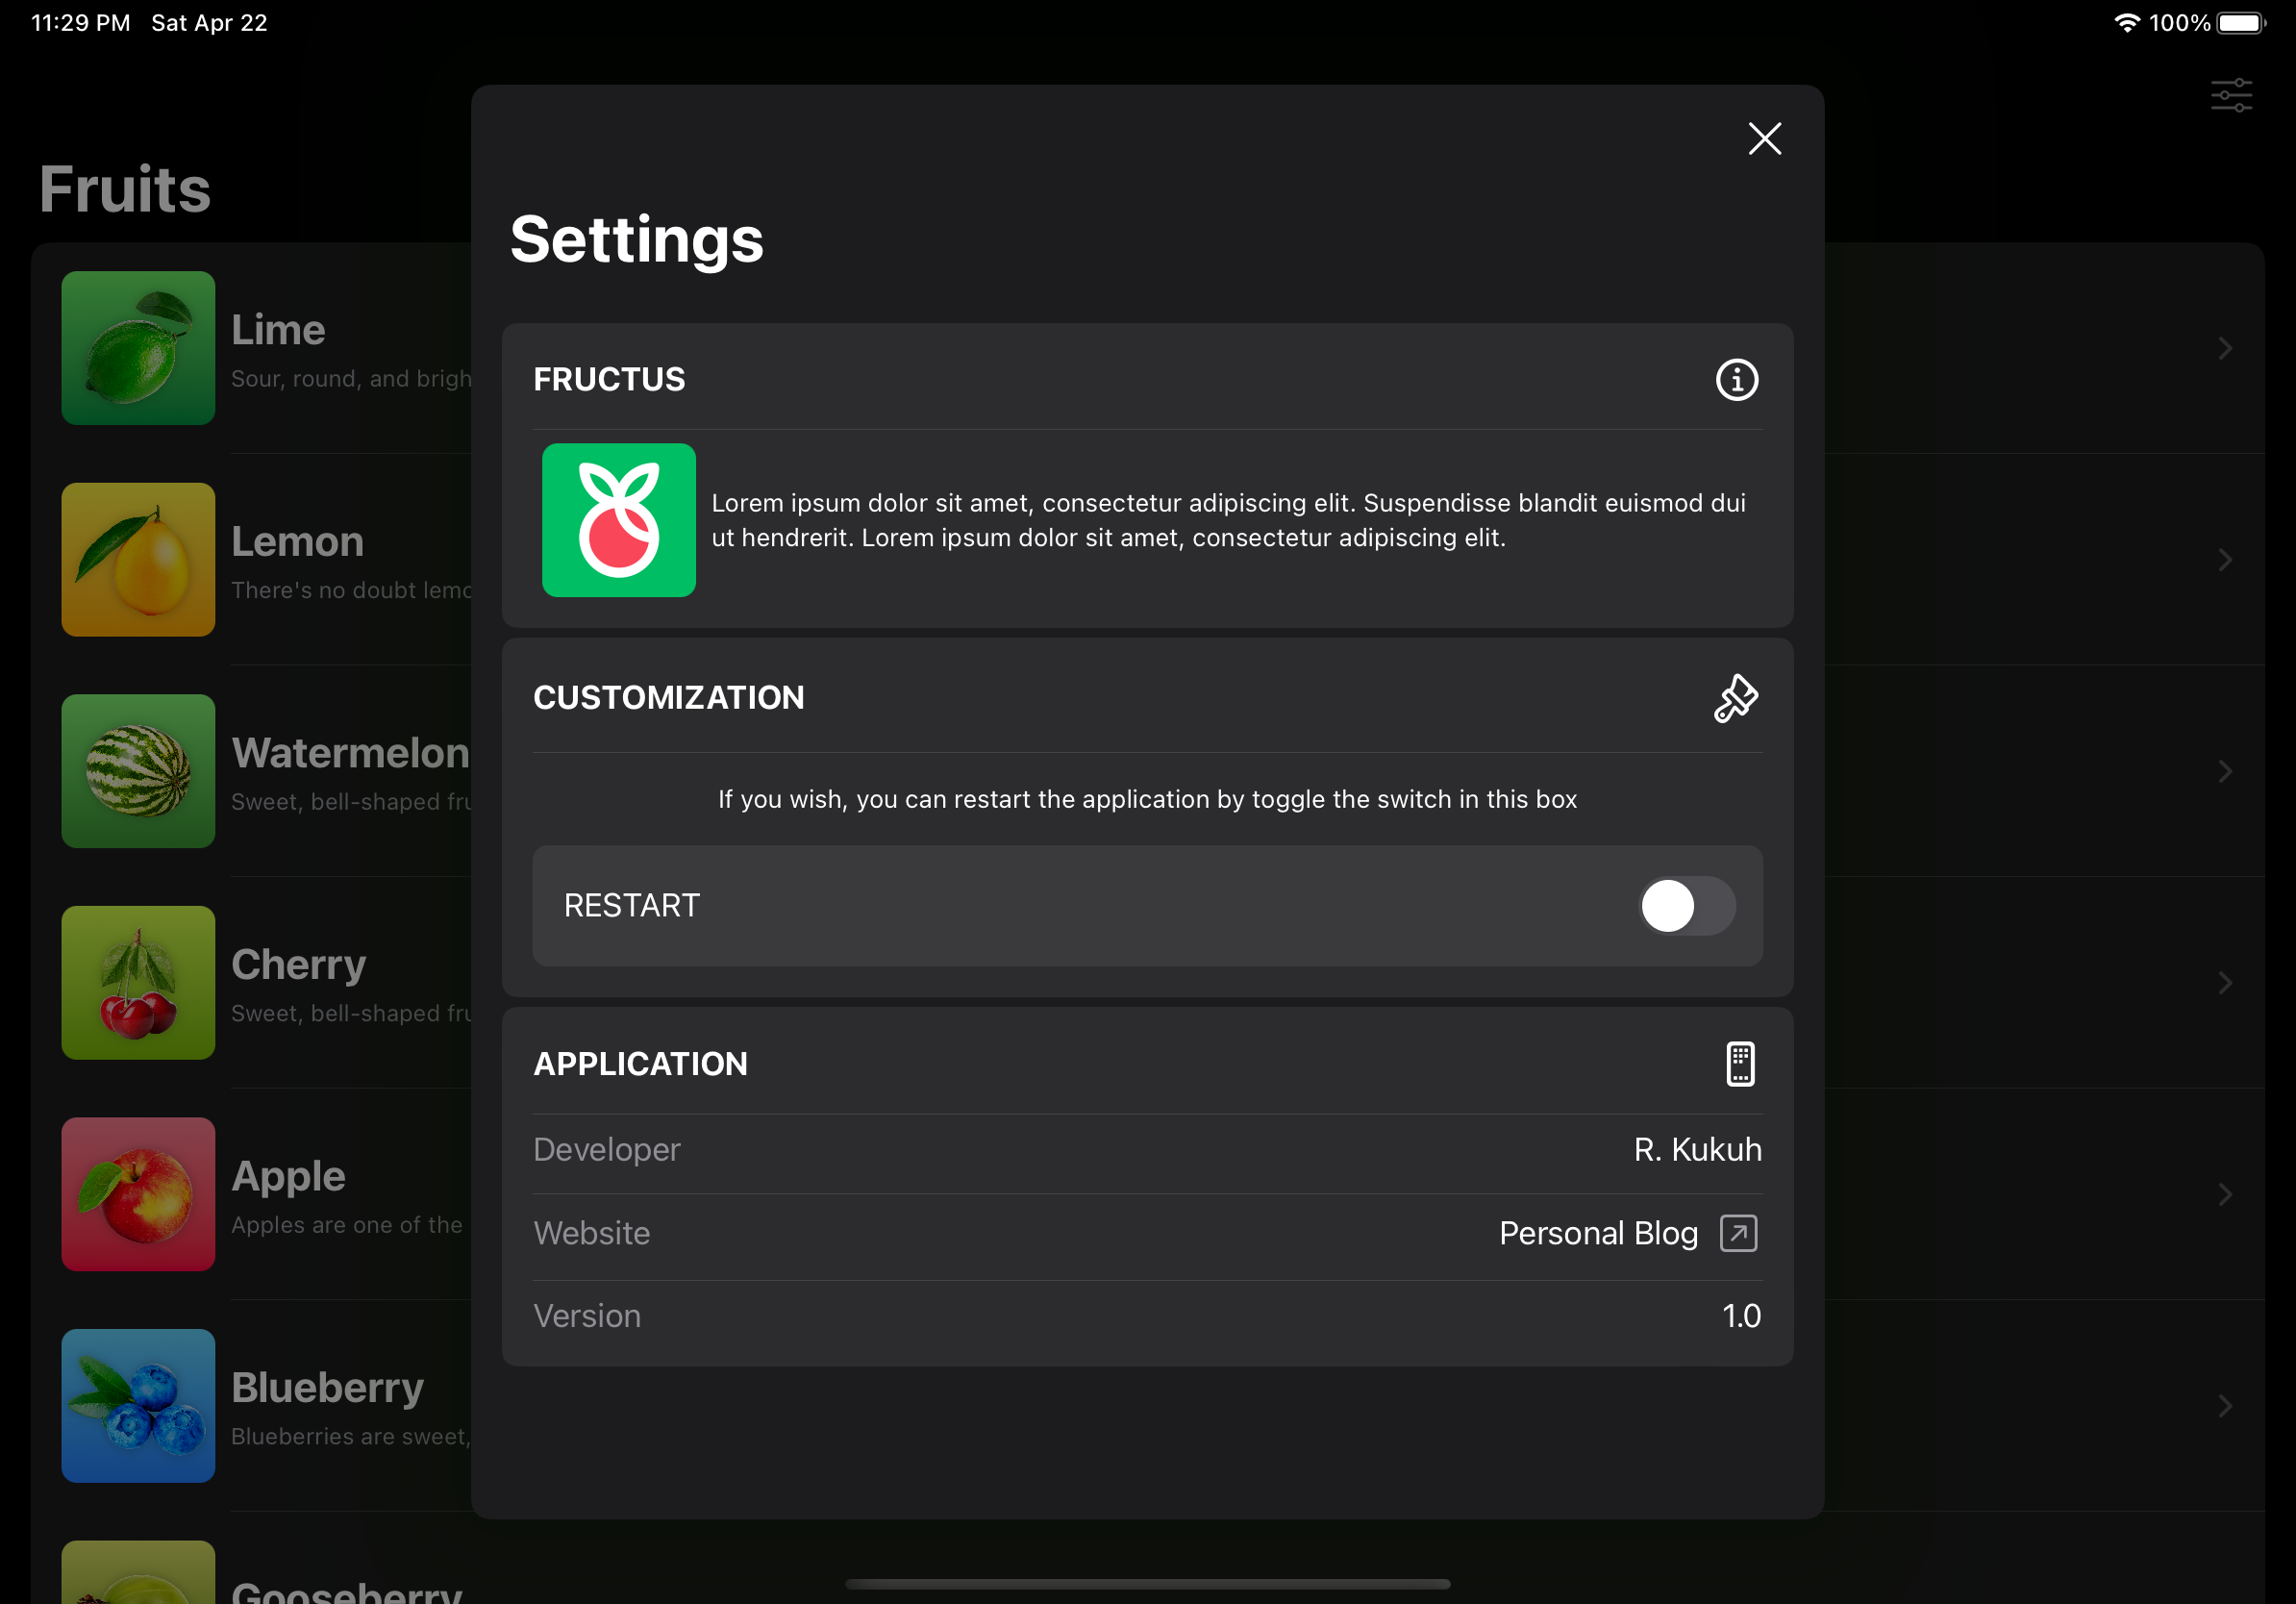 11:29 PM Sat Apr 22
100%
Fruits
Lime
Sour, round, and brigh
Lemon
There's no doubt lemo
Watermelon
Sweet, bell-shaped fru
Cherry
Sweet, bell-shaped fru
Apple
Apples are one of the
Blueberry
Blueberries are sweet,
Gooseberry
Settings
FRUCTUS
Lorem ipsum dolor sit amet, consectetur adipiscing elit. Suspendisse blandit euismod dui
ut hendrerit. Lorem ipsum dolor sit amet, consectetur adipiscing elit.
CUSTOMIZATION
If you wish, you can restart the application by toggle the switch in this box
RESTART
APPLICATION
Developer R. Kukuh
Website Personal Blog
Version 1.0